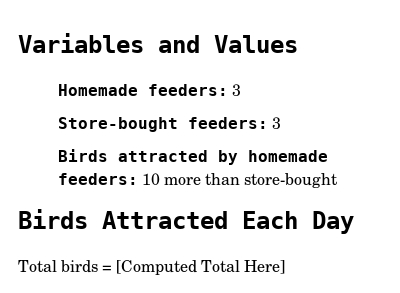 Variables and Values
Homemade feeders: 3
Store-bought feeders: 3
Birds attracted by homemade
feeders: 10 more than store-bought
Birds Attracted Each Day
Total birds = [Computed Total Here]